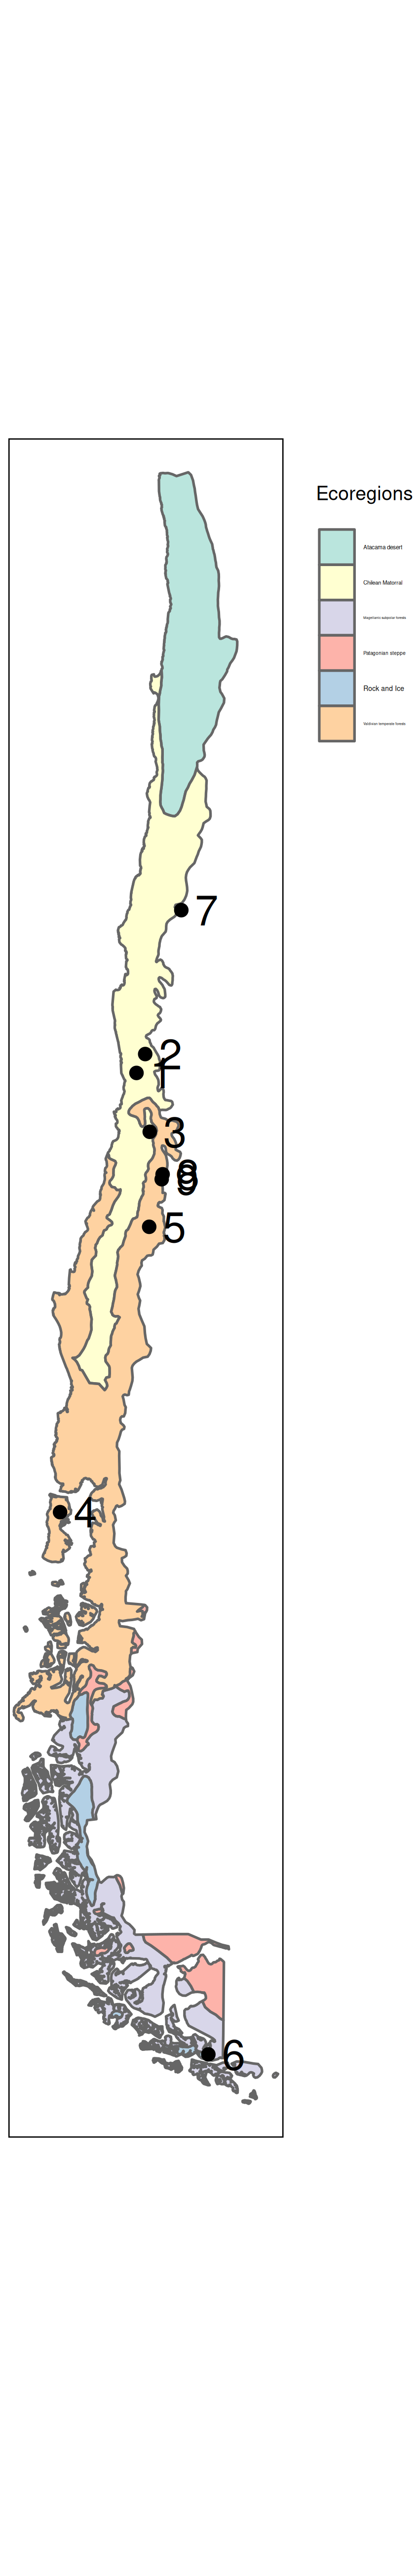 Ecoregions
Atacama desert
Chilean Matorral
Magellanic subpolar forests
Patagonian steppe
Rock and Ice
Valdivian temperate forests
7
2
1
3
8
9
5
4
6